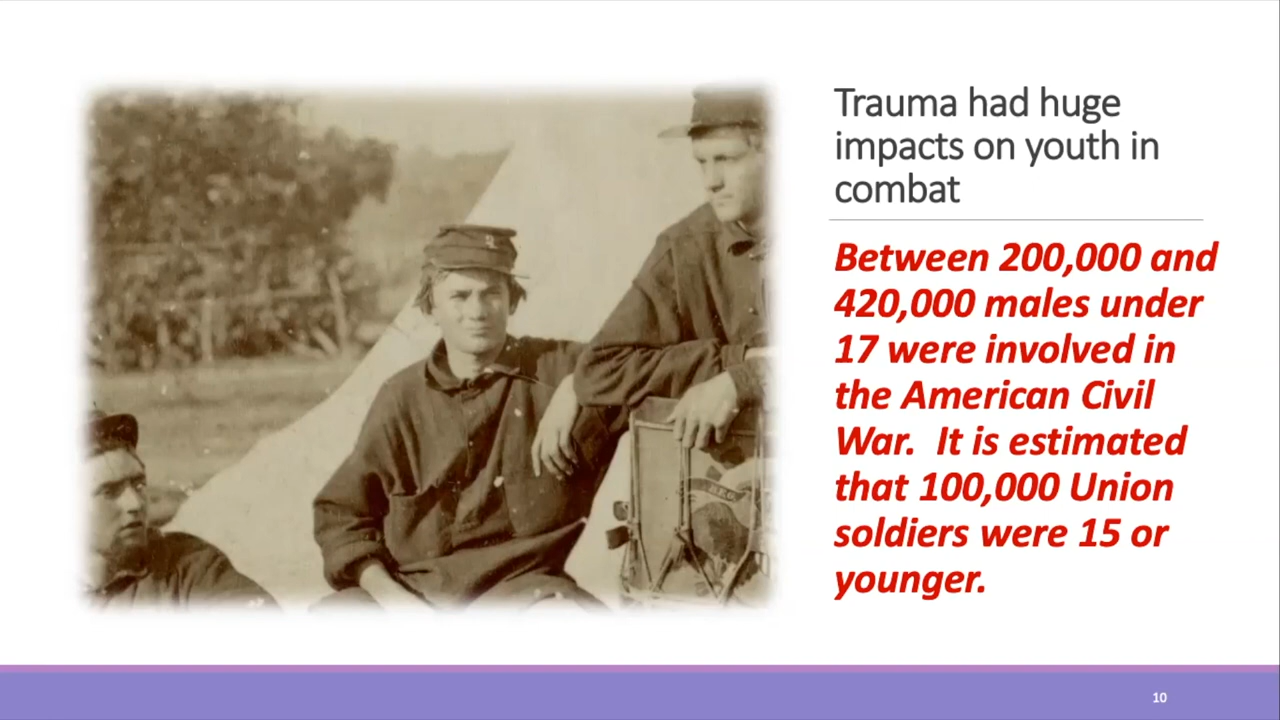 Trauma had huge
impacts on youth in
combat
Between 200,000 and
420,000 males under
17 were involved in
the American Civil
War.  It is estimated
that 100,000 Union
soldiers were 15 or
younger.
10